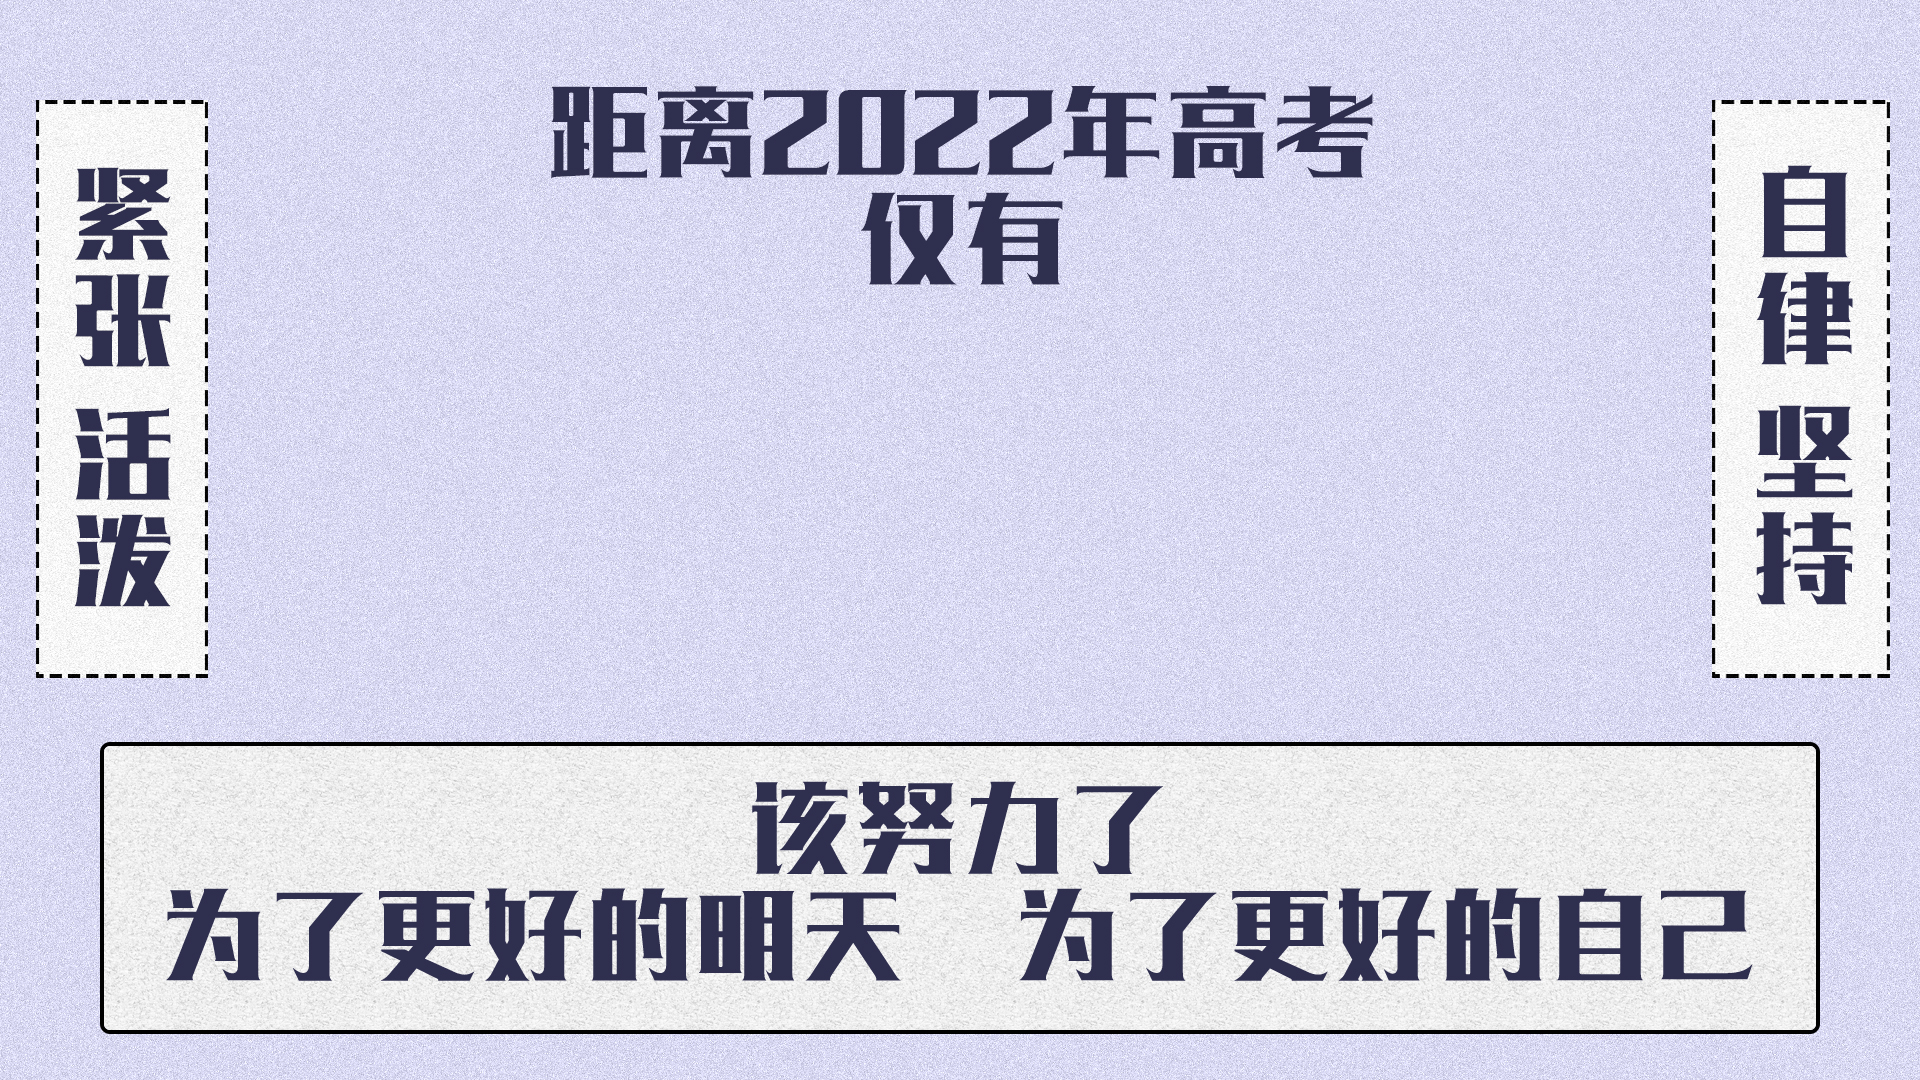 距离2022年高考
仅有
紧张 活泼
自律 坚持
该努力了
为了更好的明天　为了更好的自己